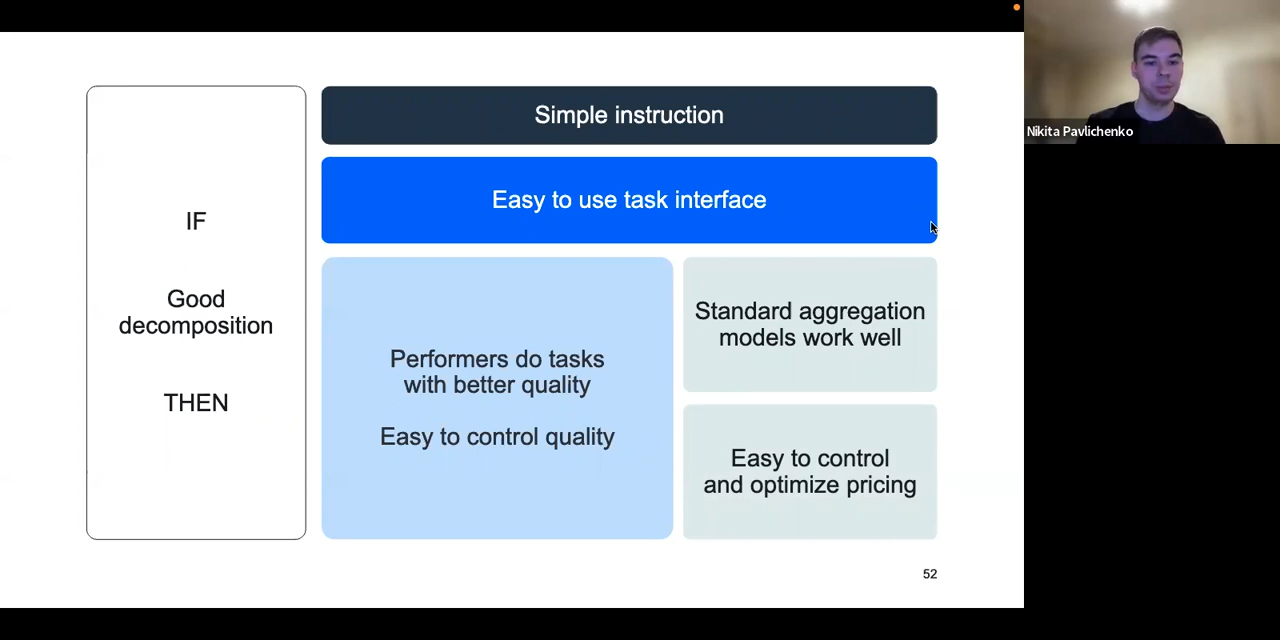 IF
Good
decomposition
THEN
Simple instruction
Easy to use task interface
Performers do tasks
with better quality
Easy to control quality
Standard aggregation
models work well
Easy to control
and optimize pricing
52
Nikita Pavlichenko